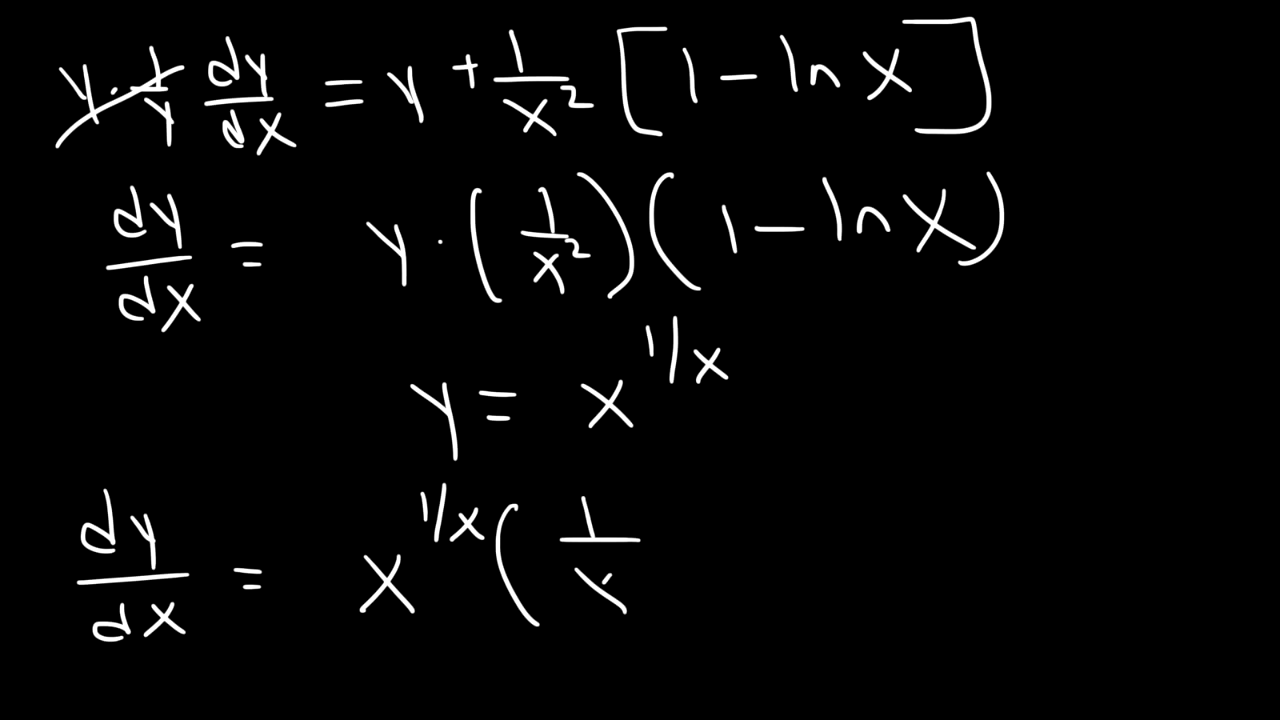 y · 1/y dy/dx = y + 1/x² [1 - ln x]
dy/dx = y · (1/x²)(1 - ln x)
y = x^(1/x)
dy/dx = x^(1/x) (1/x